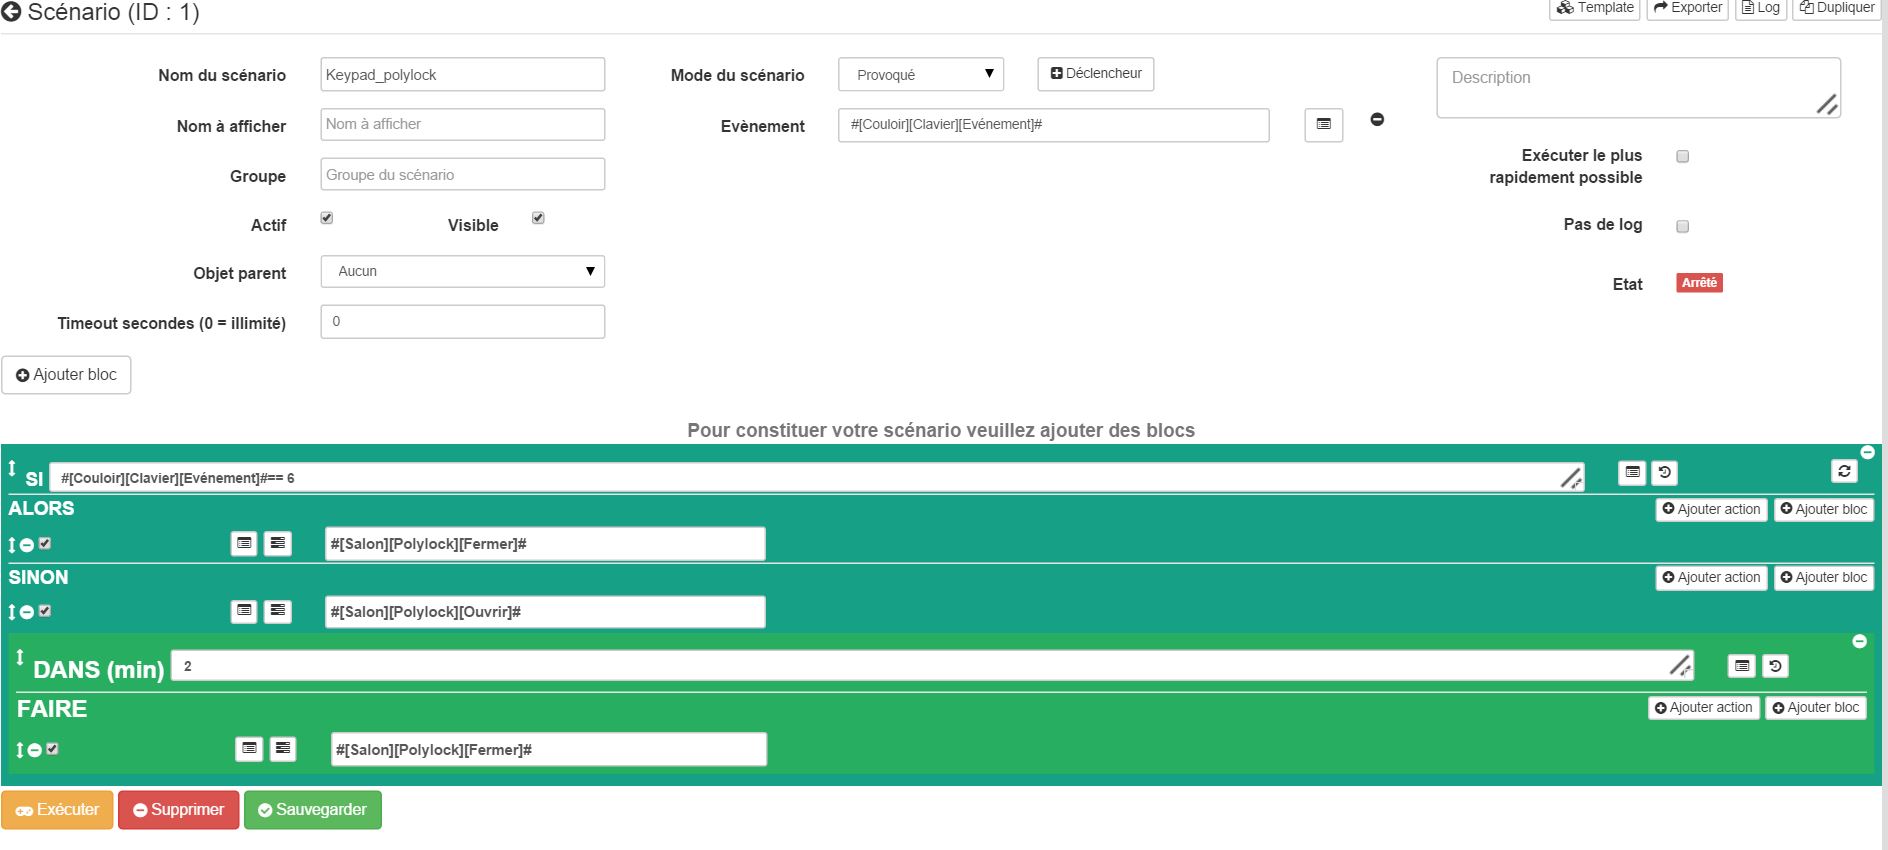 Scénario (ID : 1)
Template Exporter Log Dupliquer
Nom du scénario Keypad_polylock
Nom à afficher Nom à afficher
Groupe Groupe du scénario
Actif Visible
Objet parent Aucun
Timeout secondes (0 = illimité) 0
Mode du scénario Provoqué Déclencheur
Evènement #[Couloir][Clavier][Evénement]#
Description
Exécuter le plus
rapidement possible
Pas de log
Etat Arrêté
Ajouter bloc
Pour constituer votre scénario veuillez ajouter des blocs
SI #[Couloir][Clavier][Evénement]#== 6
ALORS Ajouter action Ajouter bloc
#[Salon][Polylock][Fermer]#
SINON Ajouter action Ajouter bloc
#[Salon][Polylock][Ouvrir]#
DANS (min) 2
FAIRE Ajouter action Ajouter bloc
#[Salon][Polylock][Fermer]#
Exécuter Supprimer Sauvegarder